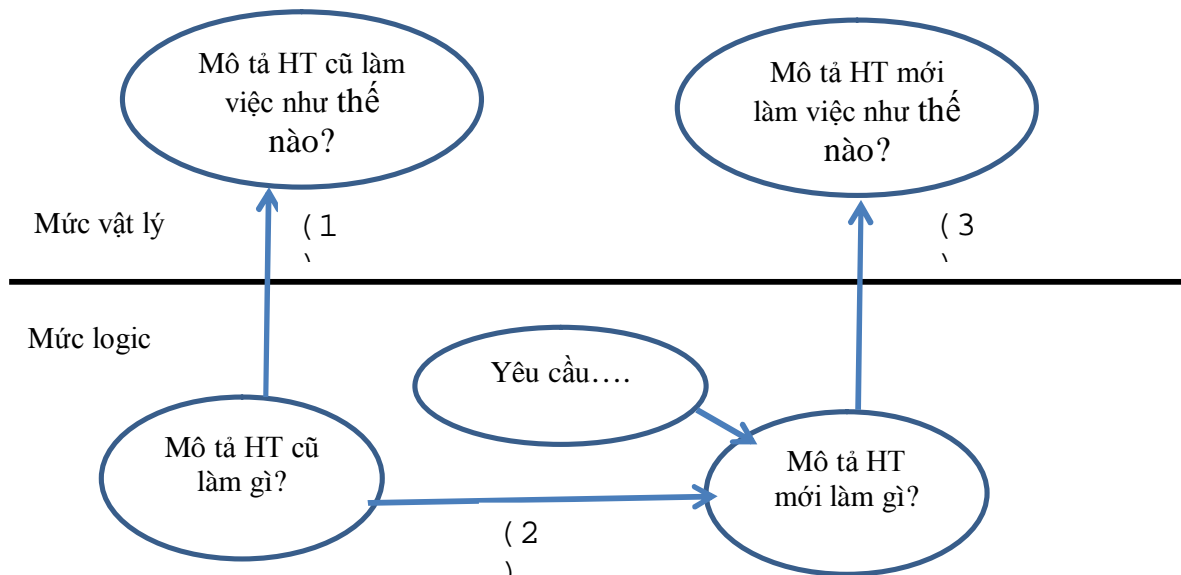 Mô tả HT cũ làm
việc như thế
nào?
Mô tả HT mới
làm việc như thế
nào?
Mức vật lý
(1
)
(3
)
Mức logic
Yêu cầu....
Mô tả HT cũ
làm gì?
Mô tả HT
mới làm gì?
(2
)